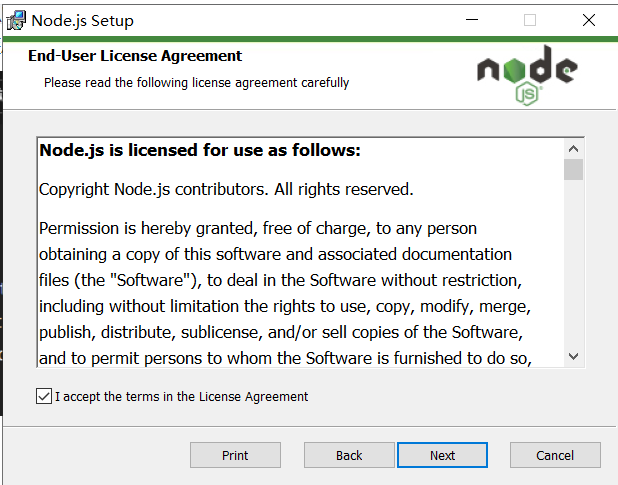 Node.js Setup
End-User License Agreement
Please read the following license agreement carefully
node
JS
Node.js is licensed for use as follows:
Copyright Node.js contributors. All rights reserved.
Permission is hereby granted, free of charge, to any person
obtaining a copy of this software and associated documentation
files (the "Software"), to deal in the Software without restriction,
including without limitation the rights to use, copy, modify, merge,
publish, distribute, sublicense, and/or sell copies of the Software,
and to permit persons to whom the Software is furnished to do so,
I accept the terms in the License Agreement
Print
Back
Next
Cancel